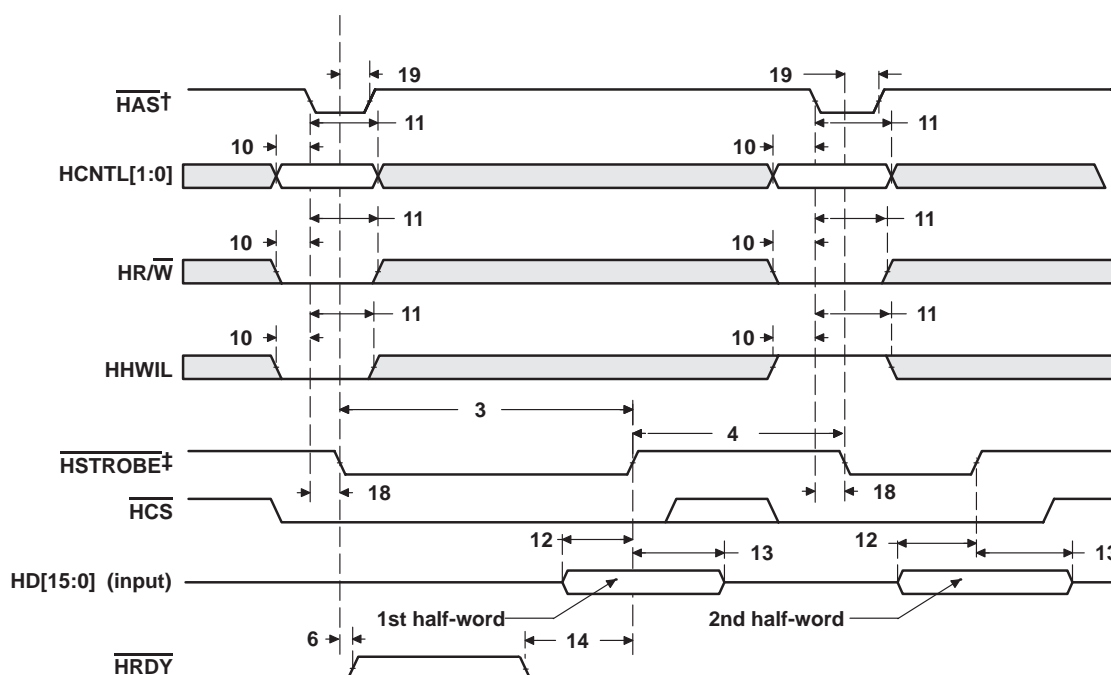 19 19
HAS†
11 11
10 10
HCNTL[1:0]
11 11
10 10
HR/W
11 11
10 10
HHWIL
3
4
HSTROBE‡
18 18
HCS
12 13 12 13
HD[15:0] (input)
1st half-word 2nd half-word
6 14
HRDY